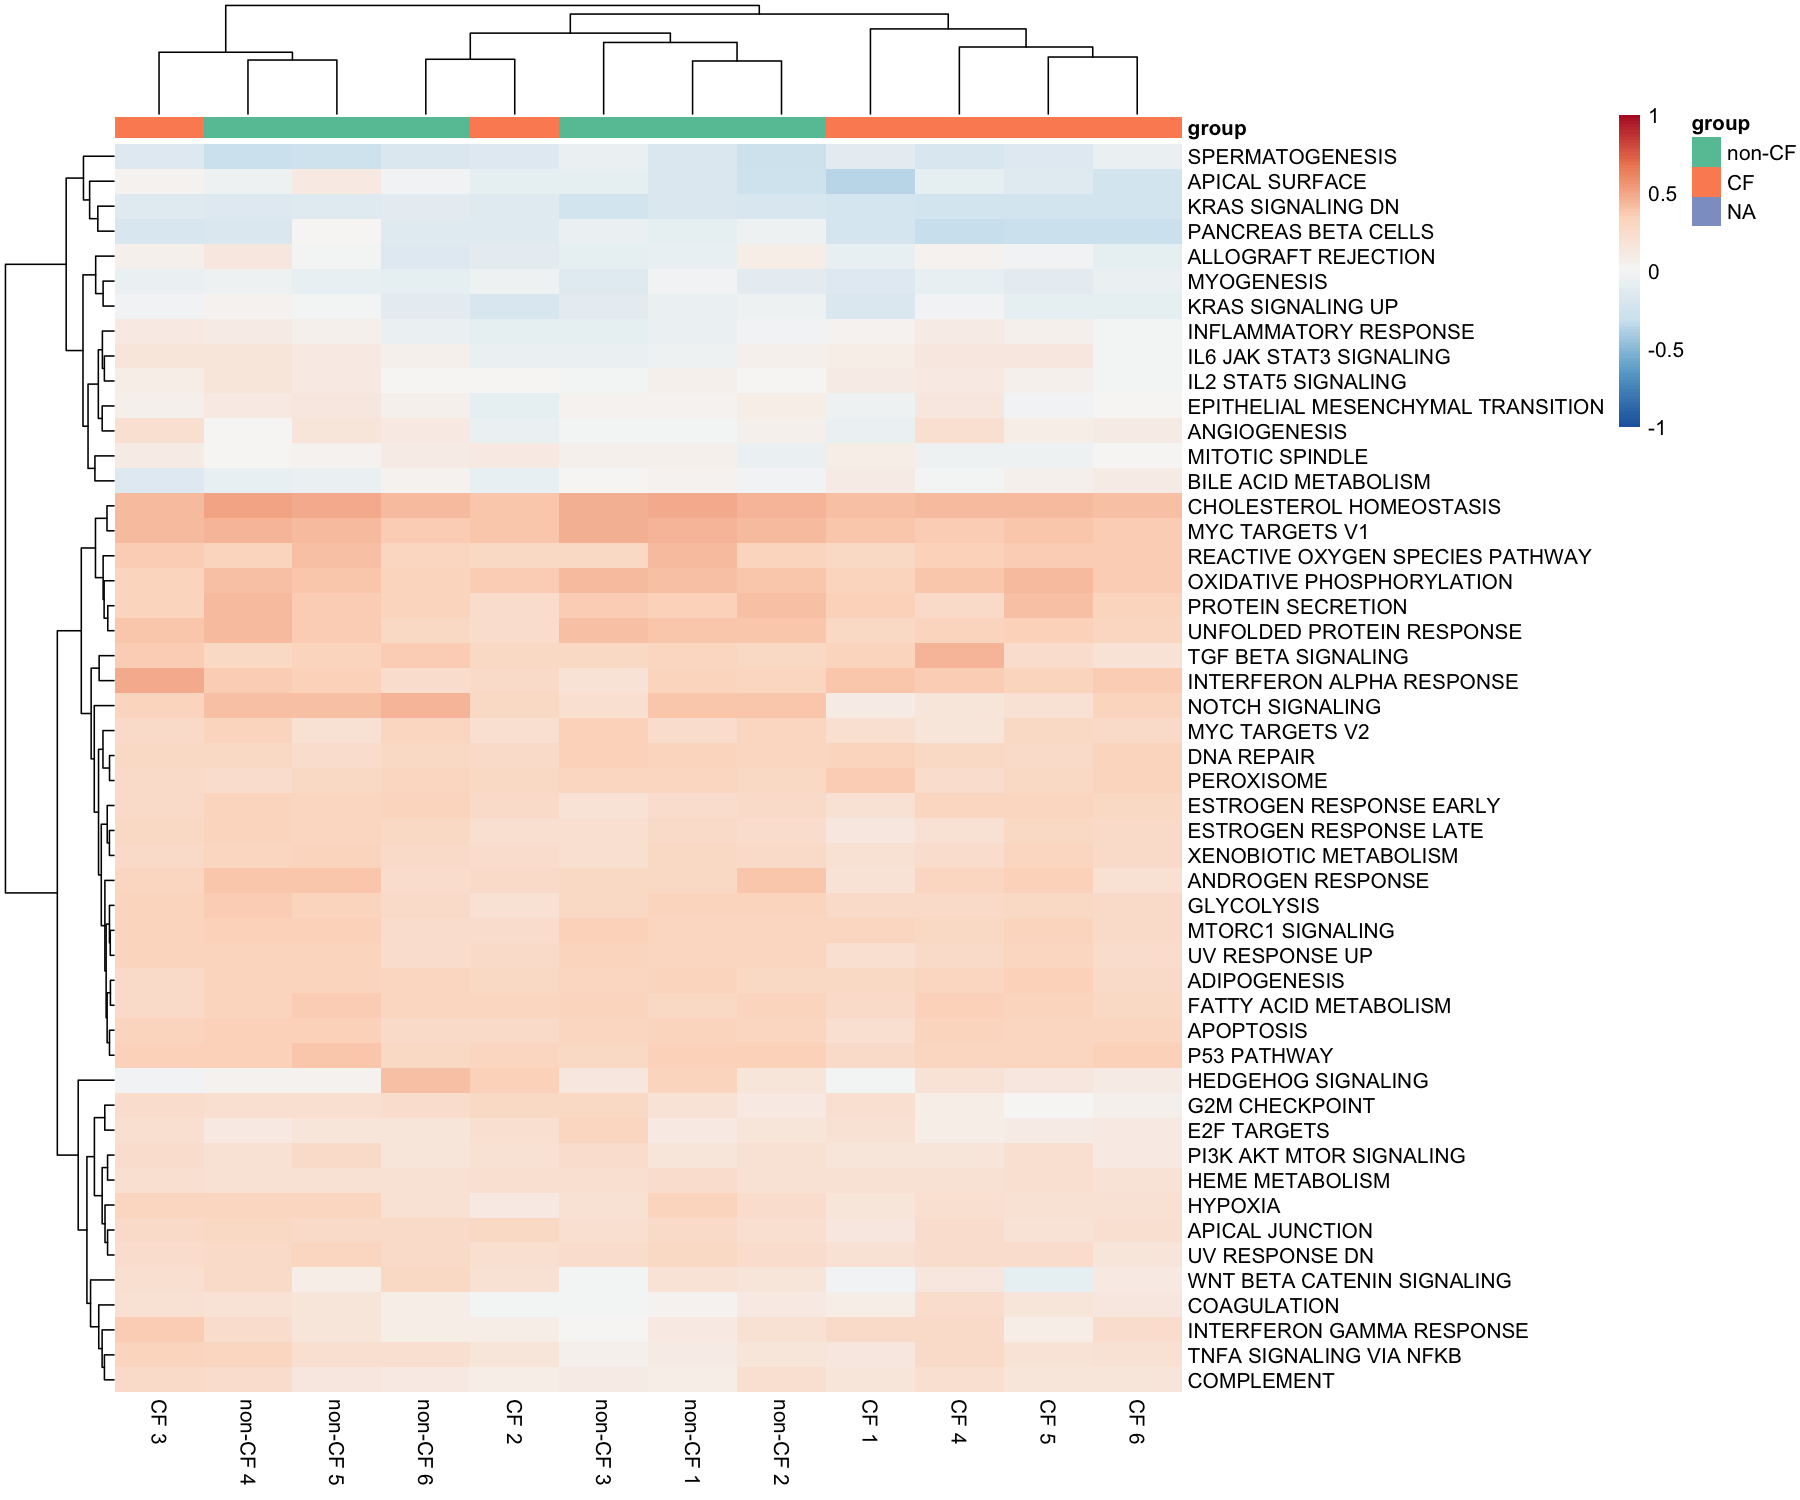 group
SPERMATOGENESIS
APICAL SURFACE
KRAS SIGNALING DN
PANCREAS BETA CELLS
ALLOGRAFT REJECTION
MYOGENESIS
KRAS SIGNALING UP
INFLAMMATORY RESPONSE
IL6 JAK STAT3 SIGNALING
IL2 STAT5 SIGNALING
EPITHELIAL MESENCHYMAL TRANSITION
ANGIOGENESIS
MITOTIC SPINDLE
BILE ACID METABOLISM
CHOLESTEROL HOMEOSTASIS
MYC TARGETS V1
REACTIVE OXYGEN SPECIES PATHWAY
OXIDATIVE PHOSPHORYLATION
PROTEIN SECRETION
UNFOLDED PROTEIN RESPONSE
TGF BETA SIGNALING
INTERFERON ALPHA RESPONSE
NOTCH SIGNALING
MYC TARGETS V2
DNA REPAIR
PEROXISOME
ESTROGEN RESPONSE EARLY
ESTROGEN RESPONSE LATE
XENOBIOTIC METABOLISM
ANDROGEN RESPONSE
GLYCOLYSIS
MTORC1 SIGNALING
UV RESPONSE UP
ADIPOGENESIS
FATTY ACID METABOLISM
APOPTOSIS
P53 PATHWAY
HEDGEHOG SIGNALING
G2M CHECKPOINT
E2F TARGETS
PI3K AKT MTOR SIGNALING
HEME METABOLISM
HYPOXIA
APICAL JUNCTION
UV RESPONSE DN
WNT BETA CATENIN SIGNALING
COAGULATION
INTERFERON GAMMA RESPONSE
TNFA SIGNALING VIA NFKB
COMPLEMENT
CF 3
non-CF 4
non-CF 5
non-CF 6
CF 2
non-CF 3
non-CF 1
non-CF 2
CF 1
CF 4
CF 5
CF 6
1
0.5
0
-0.5
-1
group
non-CF
CF
NA